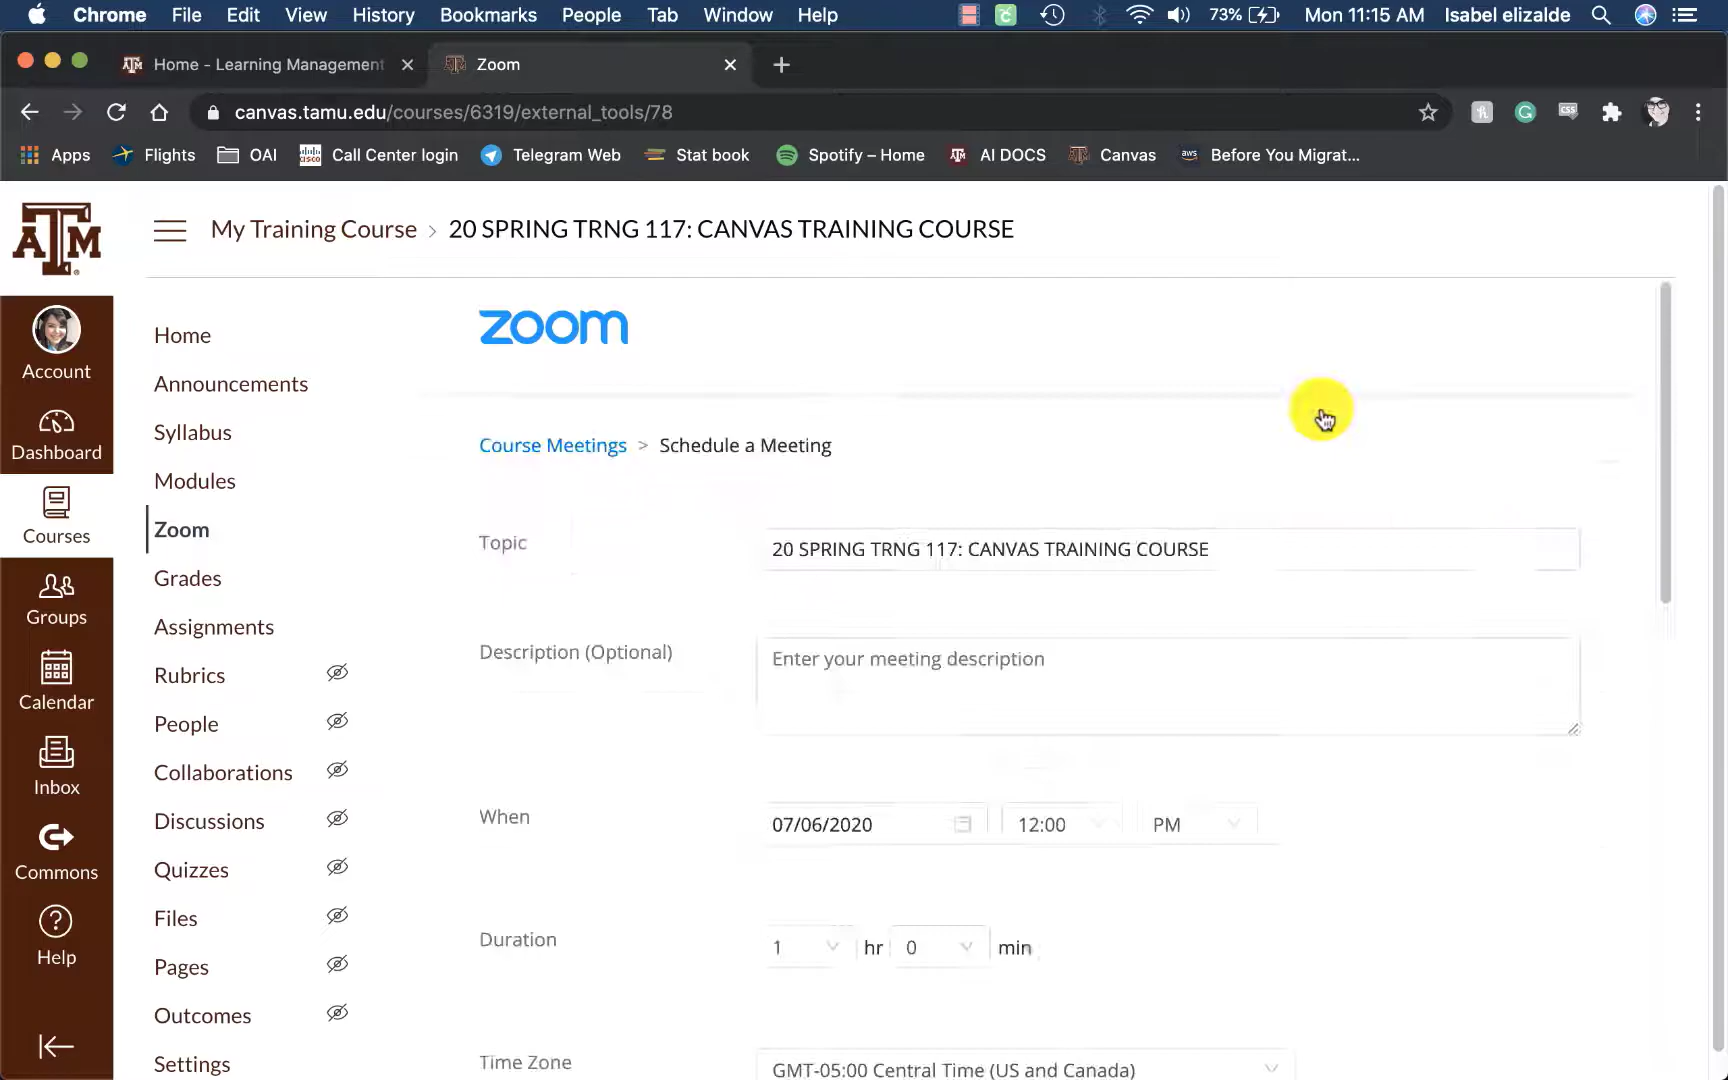 Chrome File Edit View History Bookmarks People Tab Window Help 73% Mon 11:15 AM Isabel elizalde
Home - Learning Management Zoom
canvas.tamu.edu/courses/6319/external_tools/78
Apps Flights OAI Call Center login Telegram Web Stat book Spotify – Home AI DOCS Canvas aws Before You Migrat...
My Training Course > 20 SPRING TRNG 117: CANVAS TRAINING COURSE
Account
Dashboard
Courses
Groups
Calendar
Inbox
Commons
Help
Home
Announcements
Syllabus
Modules
Zoom
Grades
Assignments
Rubrics
People
Collaborations
Discussions
Quizzes
Files
Pages
Outcomes
Settings
zoom
Course Meetings > Schedule a Meeting
Topic 20 SPRING TRNG 117: CANVAS TRAINING COURSE
Description (Optional) Enter your meeting description
When 07/06/2020 12:00 PM
Duration 1 hr 0 min
Time Zone GMT-05:00 Central Time (US and Canada)